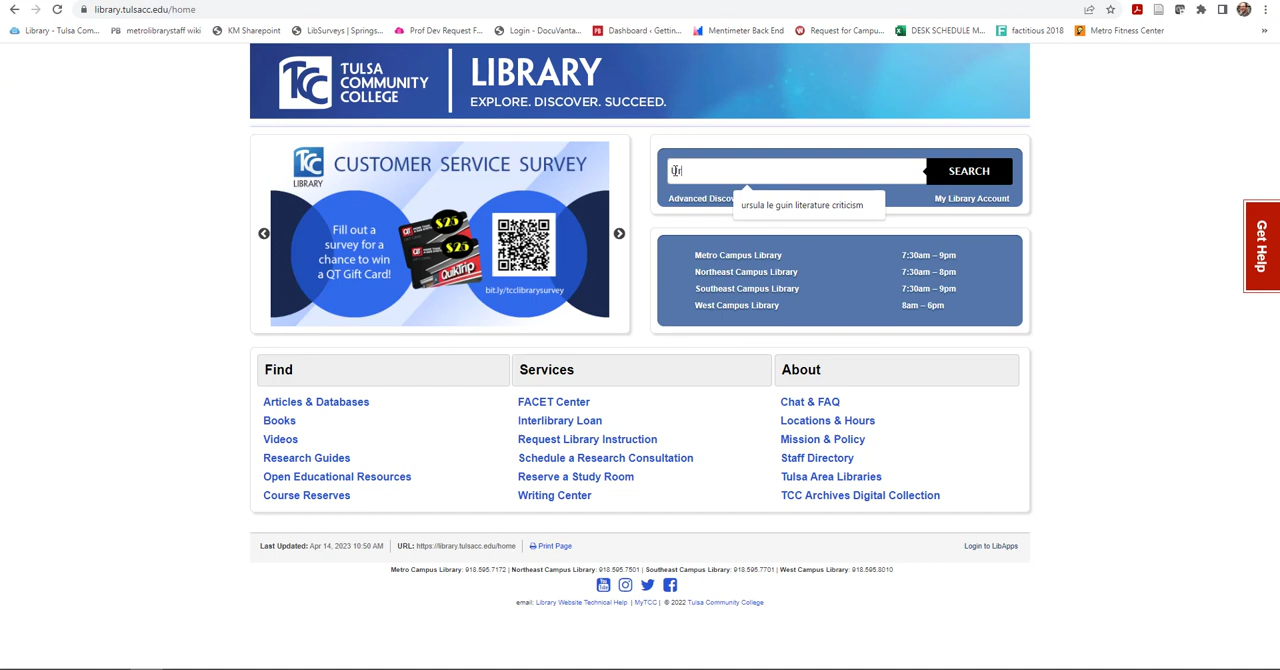 library.tulsacc.edu/home
Library - Tulsa Com...
PB metrolibrarystaff wiki
KM Sharepoint
LibSurveys | Springs...
Prof Dev Request F...
Login - DocuVanta...
Dashboard ‹ Gettin...
Mentimeter Back End
Request for Campu...
DESK SCHEDULE M...
factitious 2018
Metro Fitness Center
»
TCC
TULSA
COMMUNITY
COLLEGE
LIBRARY
EXPLORE. DISCOVER. SUCCEED.
TCC
LIBRARY
CUSTOMER SERVICE SURVEY
Fill out a
survey for a
chance to win
a QT Gift Card!
QT $25
QT $25
QuikTrip
bit.ly/tcclibrarysurvey
Ur
SEARCH
Advanced Discov
My Library Account
ursula le guin literature criticism
Metro Campus Library 7:30am – 9pm
Northeast Campus Library 7:30am – 8pm
Southeast Campus Library 7:30am – 9pm
West Campus Library 8am – 6pm
Get Help
Find
Articles & Databases
Books
Videos
Research Guides
Open Educational Resources
Course Reserves
Services
FACET Center
Interlibrary Loan
Request Library Instruction
Schedule a Research Consultation
Reserve a Study Room
Writing Center
About
Chat & FAQ
Locations & Hours
Mission & Policy
Staff Directory
Tulsa Area Libraries
TCC Archives Digital Collection
Last Updated: Apr 14, 2023 10:50 AM
URL: https://library.tulsacc.edu/home
Print Page
Login to LibApps
Metro Campus Library: 918.595.7172 | Northeast Campus Library: 918.595.7501 | Southeast Campus Library: 918.595.7701 | West Campus Library: 918.595.8010
email: Library Website Technical Help | MyTCC | © 2022 Tulsa Community College